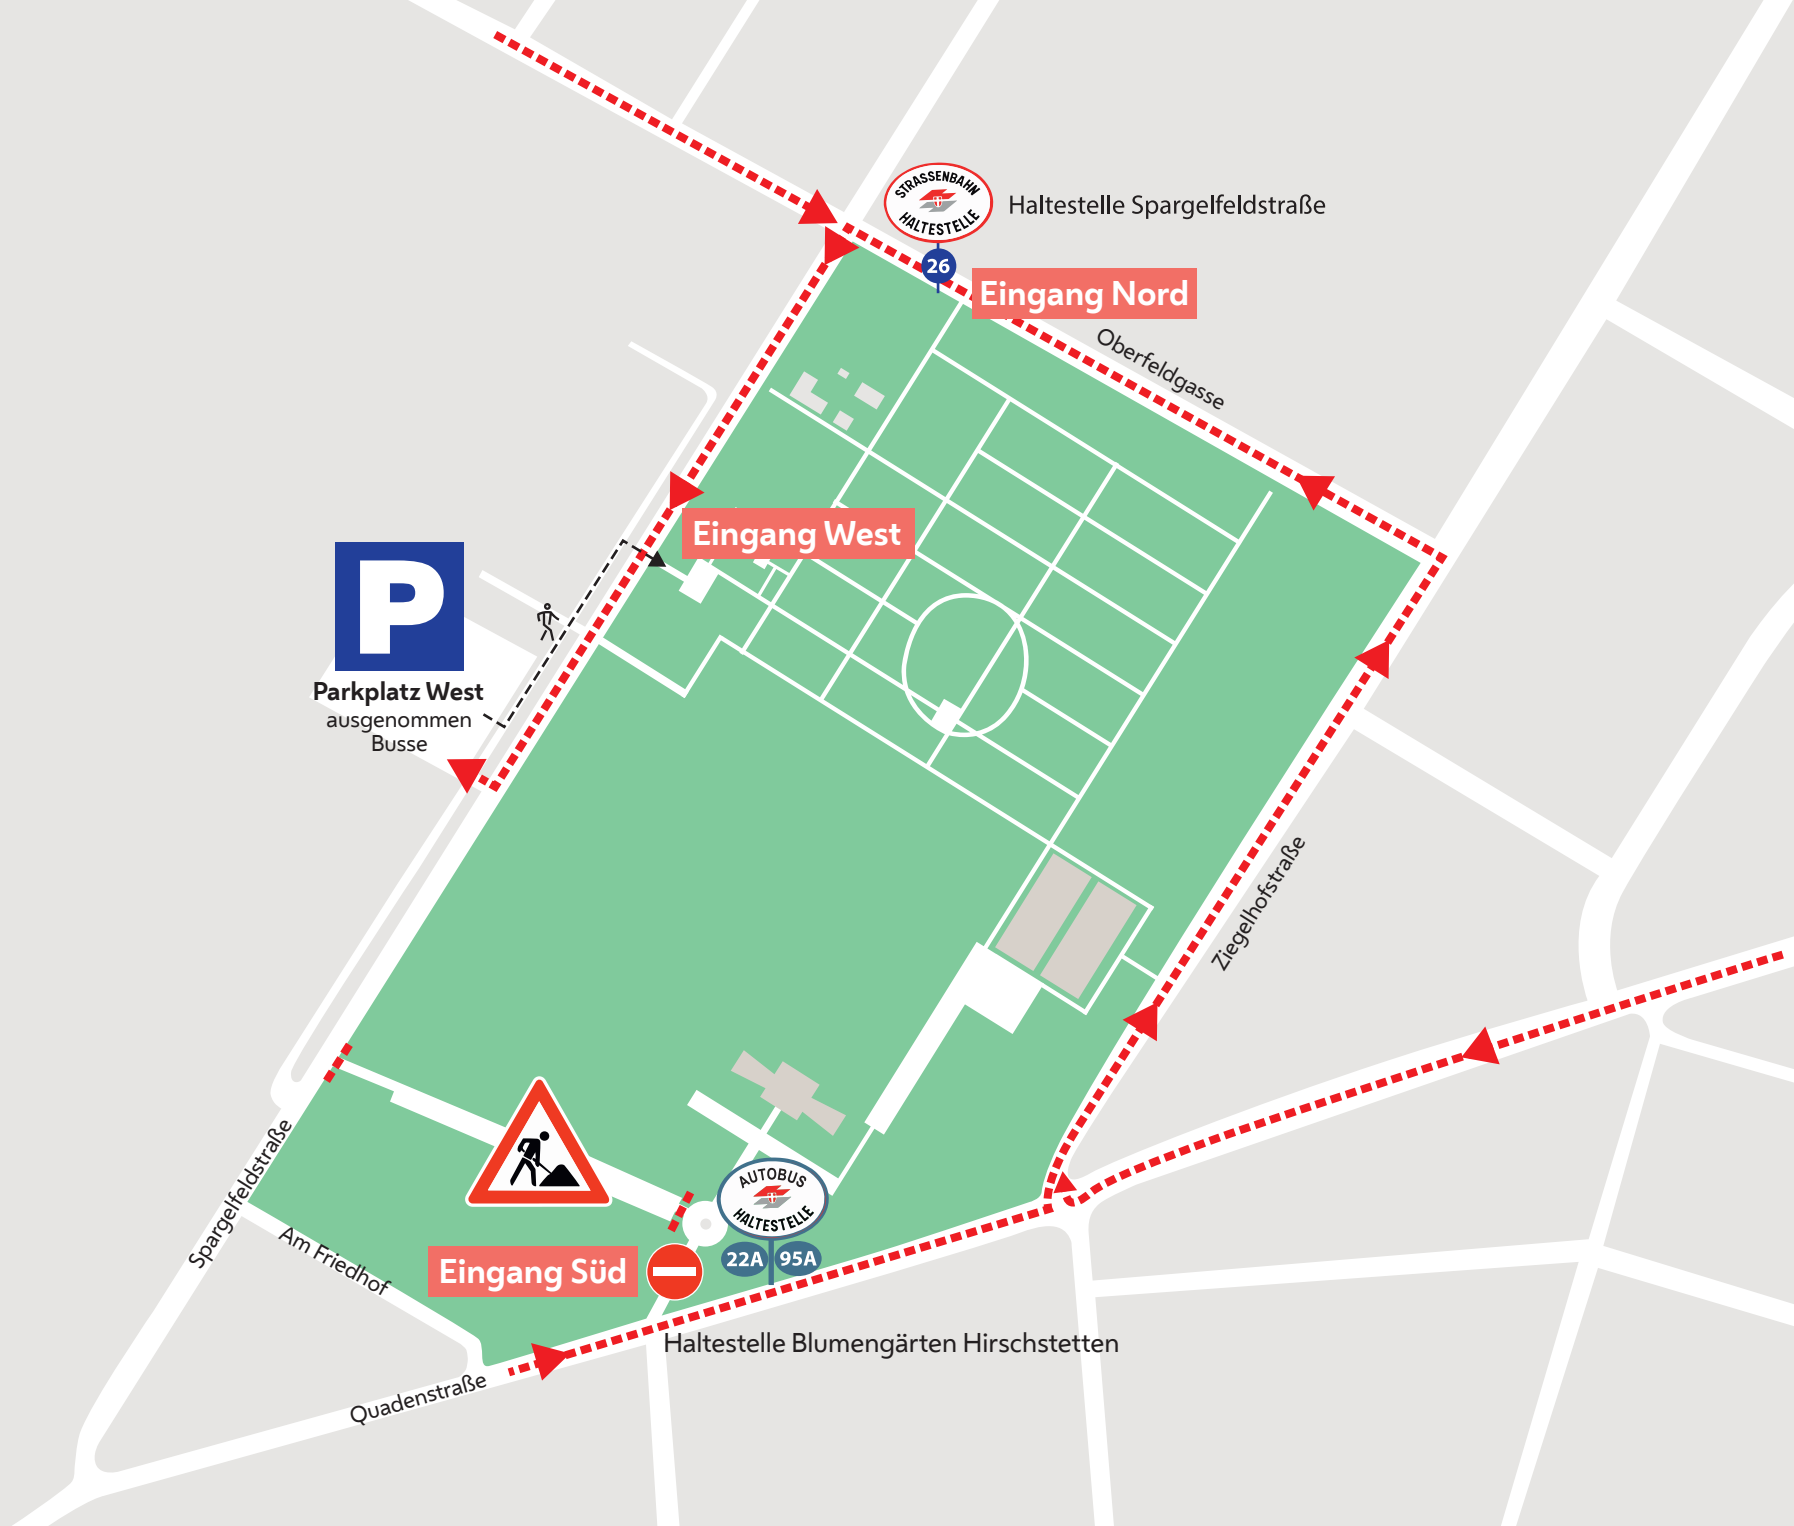 STRASSENBAHN
HALTESTELLE
Haltestelle Spargelfeldstraße
26
Eingang Nord
Oberfeldgasse
Eingang West
P
Parkplatz West
ausgenommen
Busse
Ziegelhofstraße
Spargelfeldstraße
Am Friedhof
AUTOBUS
HALTESTELLE
22A
95A
Eingang Süd
Haltestelle Blumengärten Hirschstetten
Quadenstraße